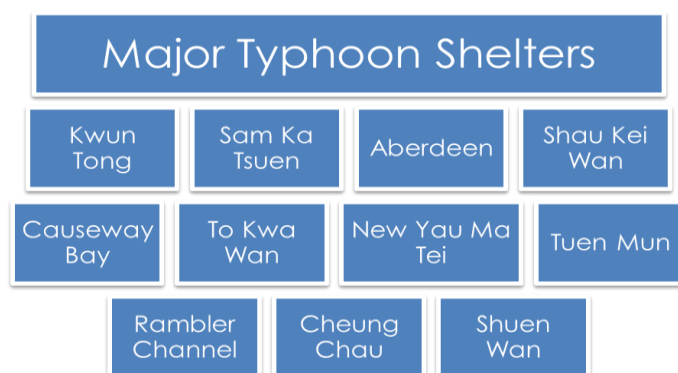 Major Typhoon Shelters
Kwun
Tong
Sam Ka
Tsuen
Aberdeen
Shau Kei
Wan
Causeway
Bay
To Kwa
Wan
New Yau Ma
Tei
Tuen Mun
Rambler
Channel
Cheung
Chau
Shuen
Wan